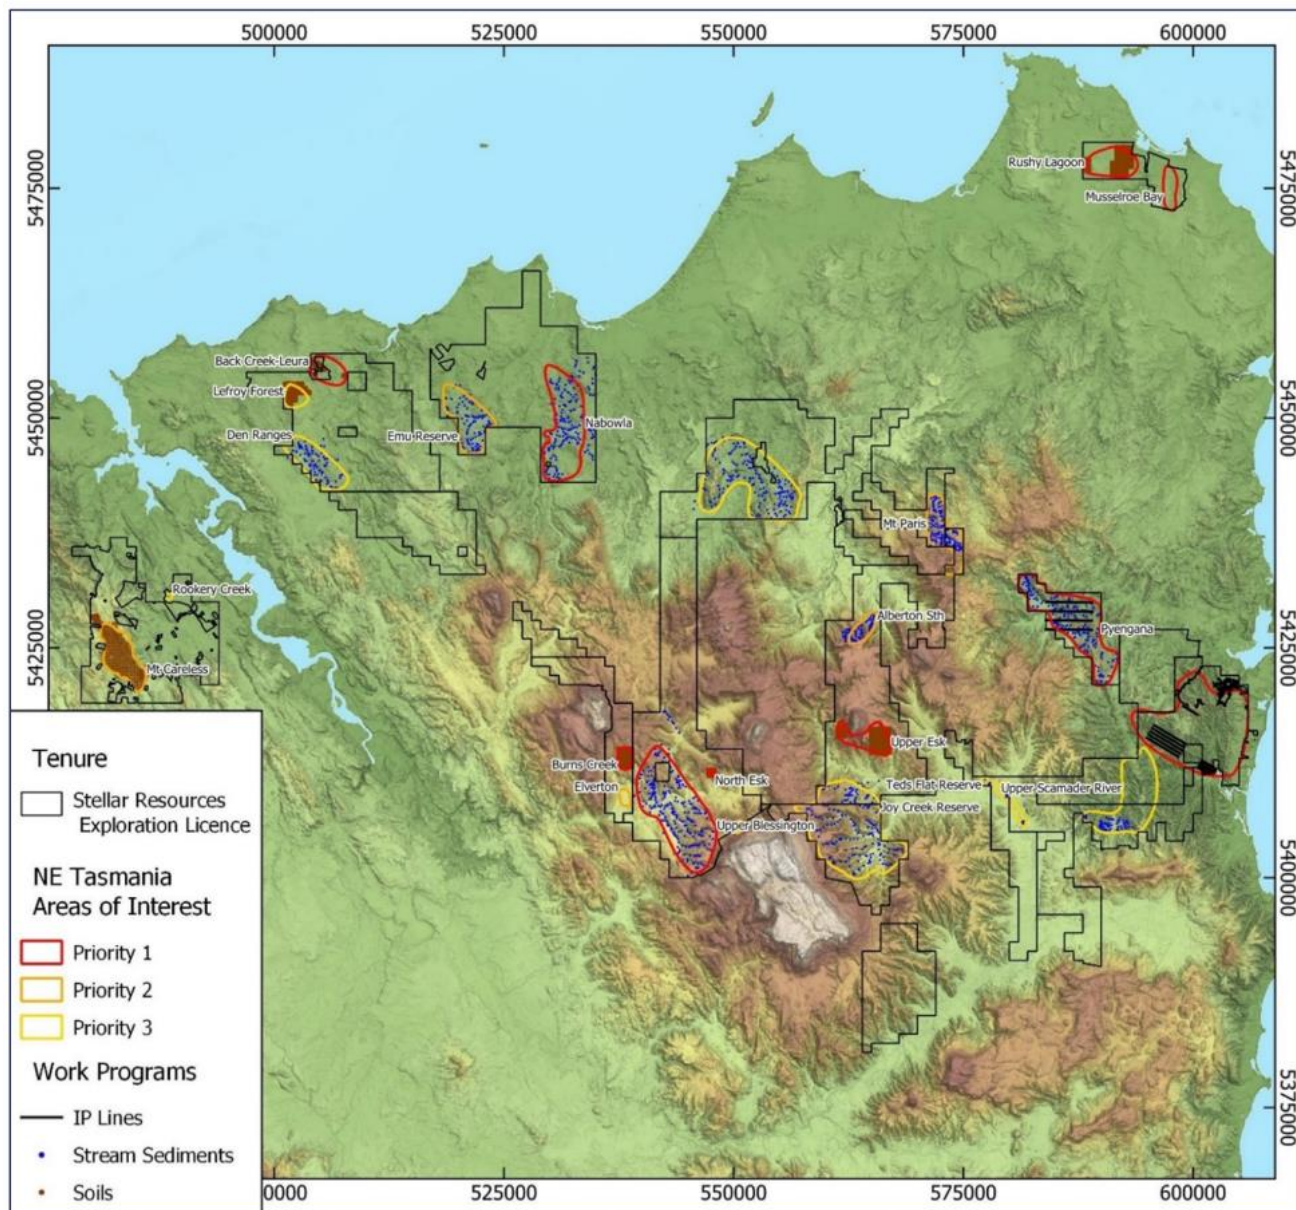 500000 525000 550000 575000 600000
5475000
5475000
Rushy Lagoon
Musselroe Bay
Back Creek-Leura
Lefroy Forest
5450000
5450000
Den Ranges
Emu Reserve
Nabowla
Mt Paris
Rookery Creek
Alberton Sth
Pyengana
5425000
5425000
Mt Careless
Upper Esk
Burns Creek
North Esk
Elverton
Teds Flat Reserve
Upper Scamader River
Joy Creek Reserve
Upper Blessington
5400000
5375000
Tenure
Stellar Resources
Exploration Licence
NE Tasmania
Areas of Interest
Priority 1
Priority 2
Priority 3
Work Programs
IP Lines
Stream Sediments
Soils
00000 525000 550000 575000 600000